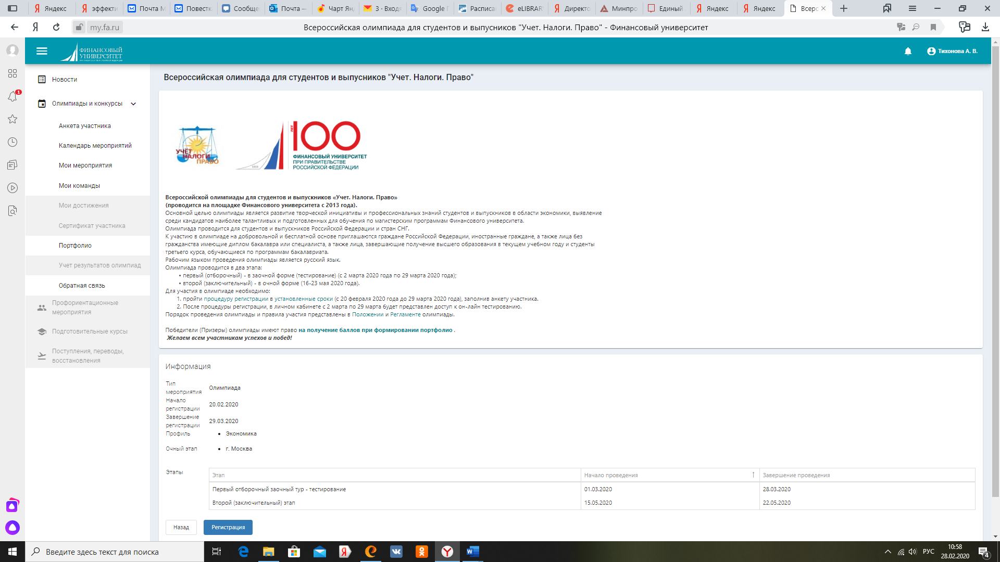 Яндекс
эффекти
Почта М
Повестк
Сообще
Почта —
Чарт Янд
3 · Входя
Google П
Расписан
eLIBRAR
Директо
Минпро
Единый
Яндекс
Яндекс
Всерос
my.fa.ru
Всероссийская олимпиада для студентов и выпусников "Учет. Налоги. Право" - Финансовый университет
ФИНАНСОВЫЙ
УНИВЕРСИТЕТ
Тихонова А. В.
1
Новости
Олимпиады и конкурсы
Анкета участника
Календарь мероприятий
Мои мероприятия
Мои команды
Мои достижения
Сертификат участника
Портфолио
Учет результатов олимпиад
Обратная связь
Профориентационные
мероприятия
Подготовительные курсы
Поступления, переводы,
восстановления
Всероссийская олимпиада для студентов и выпусников "Учет. Налоги. Право"
УЧЁТ
НАЛОГИ
ПРАВО
1919
ЛЕТ
100
ФИНАНСОВЫЙ УНИВЕРСИТЕТ
ПРИ ПРАВИТЕЛЬСТВЕ
РОССИЙСКОЙ ФЕДЕРАЦИИ
Всероссийской олимпиады для студентов и выпускников «Учет. Налоги. Право»
(проводится на площадке Финансового университета с 2013 года).
Основной целью олимпиады является развитие творческой инициативы и профессиональных знаний студентов и выпускников в области экономики, выявление
среди кандидатов наиболее талантливых и подготовленных для обучения по магистерским программам Финансового университета.
Олимпиада проводится для студентов и выпускников Российской Федерации и стран СНГ.
К участию в олимпиаде на добровольной и бесплатной основе приглашаются граждане Российской Федерации, иностранные граждане, а также лица без
гражданства имеющие диплом бакалавра или специалиста, а также лица, завершающие получение высшего образования в текущем учебном году и студенты
третьего курса, обучающиеся по программам бакалавриата.
Рабочим языком проведения олимпиады является русский язык.
Олимпиада проводится в два этапа:
• первый (отборочный) - в заочной форме (тестирование) (с 2 марта 2020 года по 29 марта 2020 года);
• второй (заключительный) - в очной форме (16-23 мая 2020 года).
Для участия в олимпиаде необходимо:
1. пройти процедуру регистрации в установленные сроки (с 20 февраля 2020 года до 29 марта 2020 года), заполнив анкету участника.
2. После процедуры регистрации, в личном кабинете с 2 марта по 29 марта будет представлен доступ к он-лайн тестированию.
Порядок проведения олимпиады и правила участия представлены в Положении и Регламенте олимпиады.
Победители (Призеры) олимпиады имеют право на получение баллов при формировании портфолио .
Желаем всем участникам успехов и побед!
Информация
Тип
мероприятия
Олимпиада
Начало
регистрации
20.02.2020
Завершение
регистрации
29.03.2020
Профиль
• Экономика
Очный этап
• г. Москва
Этапы
Этап Начало проведения ↑ Завершение проведения
Первый отборочный заочный тур - тестирование 01.03.2020 28.03.2020
Второй (заключительный) этап 15.05.2020 22.05.2020
Назад
Регистрация
Введите здесь текст для поиска
РУС
10:58
28.02.2020
4